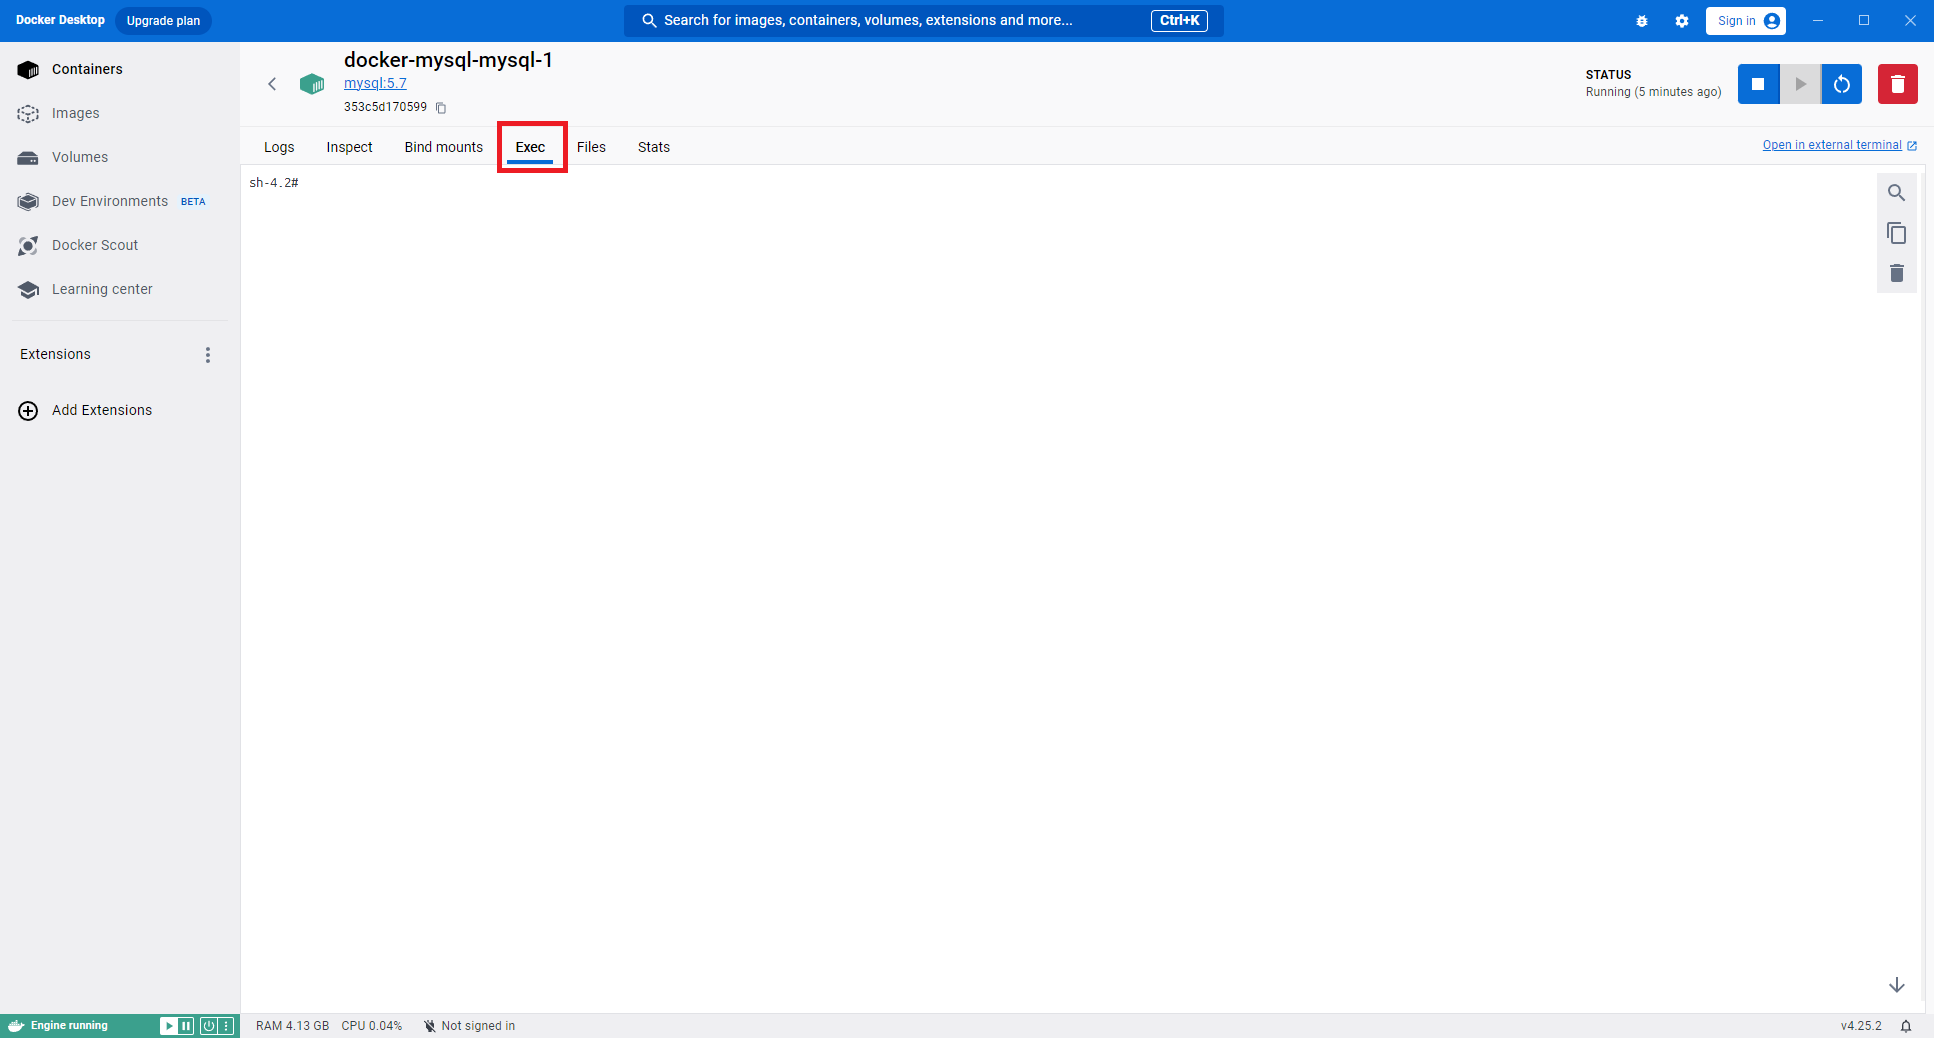 Docker Desktop
Upgrade plan
Search for images, containers, volumes, extensions and more...
Ctrl+K
Sign in
Containers
Images
Volumes
Dev Environments BETA
Docker Scout
Learning center
Extensions
Add Extensions
docker-mysql-mysql-1
mysql:5.7
353c5d170599
STATUS
Running (5 minutes ago)
Logs Inspect Bind mounts Exec Files Stats
Open in external terminal
sh-4.2#
Engine running
RAM 4.13 GB CPU 0.04% Not signed in
v4.25.2